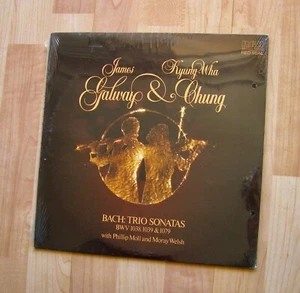 James Kyung-Wha
Galway & Chung
BACH: TRIO SONATAS
BWV 1038, 1039 & 1079
with Phillip Moll and Moray Welsh